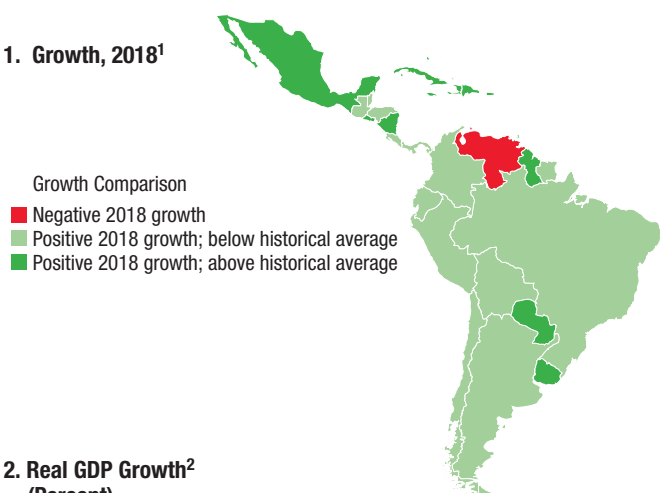 1. Growth, 2018¹
Growth Comparison
Negative 2018 growth
Positive 2018 growth; below historical average
Positive 2018 growth; above historical average
2. Real GDP Growth²
(Percent)